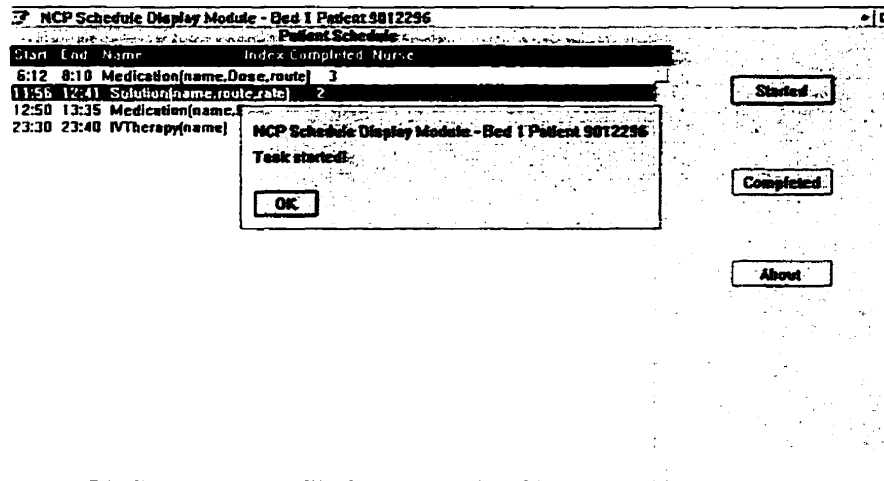 NCP Schedule Display Module - Bed 1 Patient 9012296
Patient Schedule
Start End Name Index Completed Nurse
6:12 8:10 Medication(name,Dose,route) 3
11:56 12:41 Solution(name,route,rate) 2
12:50 13:35 Medication(name,
23:30 23:40 IVTherapy(name)
NCP Schedule Display Module - Bed 1 Patient 9012296
Task started!
OK
Started
Completed
About